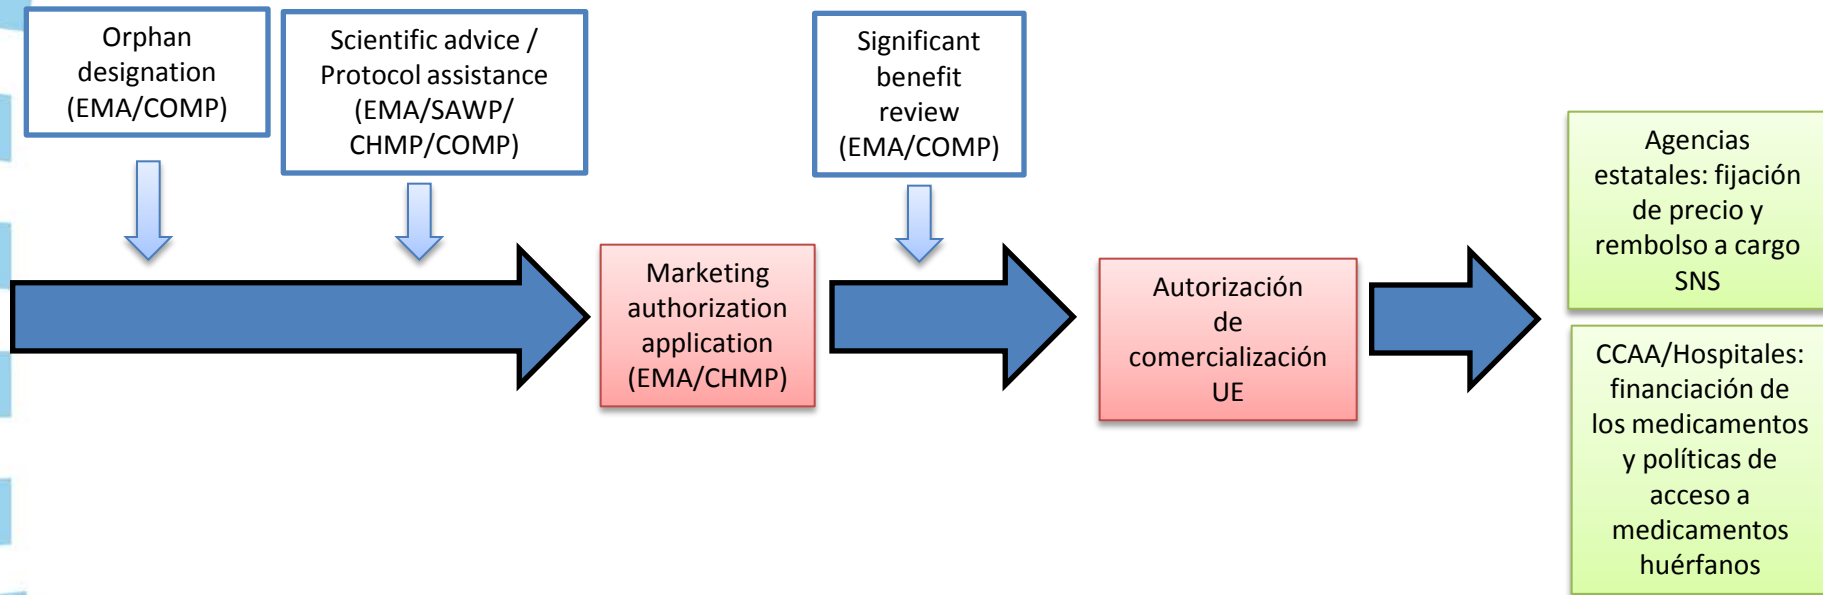 Orphan
designation
(EMA/COMP)
Scientific advice /
Protocol assistance
(EMA/SAWP/
CHMP/COMP)
Significant
benefit
review
(EMA/COMP)
Marketing
authorization
application
(EMA/CHMP)
Autorización
de
comercialización
UE
Agencias
estatales: fijación
de precio y
rembolso a cargo
SNS
CCAA/Hospitales:
financiación de
los medicamentos
y políticas de
acceso a
medicamentos
huérfanos